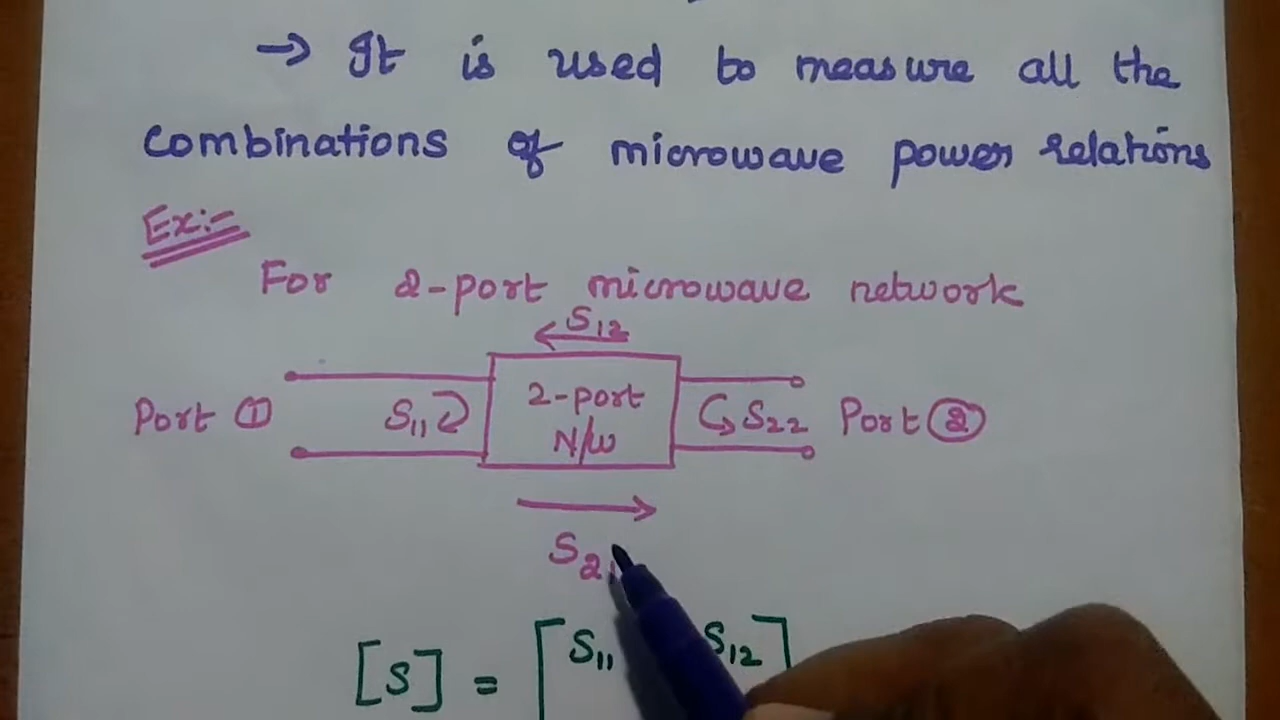 → It is used to measure all the
combinations of microwave power relations
Ex:-
For 2-port microwave network
S12
Port ① S11 2-port S22 Port ②
N/W
S2
[S] = [S11 S12]